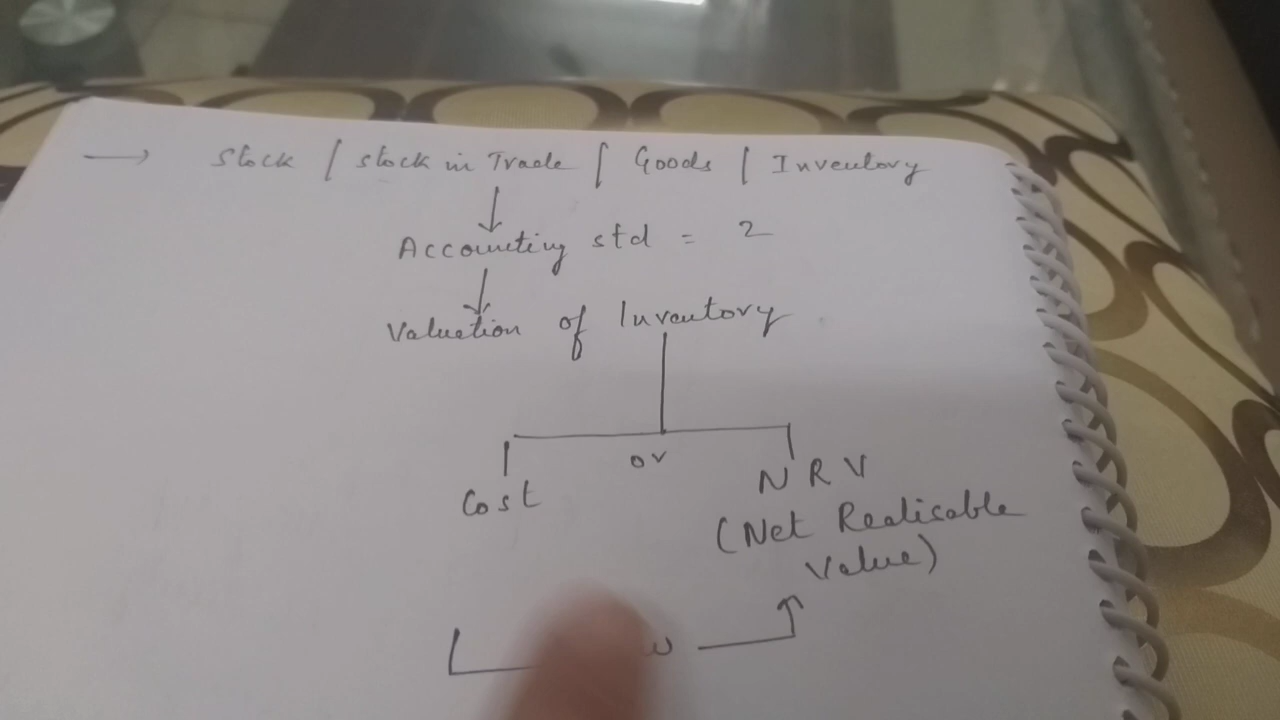 → Stock / stock in Trade / Goods / Inventory
↓
Accounting std = 2
↓
Valuation of Inventory
Cost or NRV
(Net Realisable
Value)